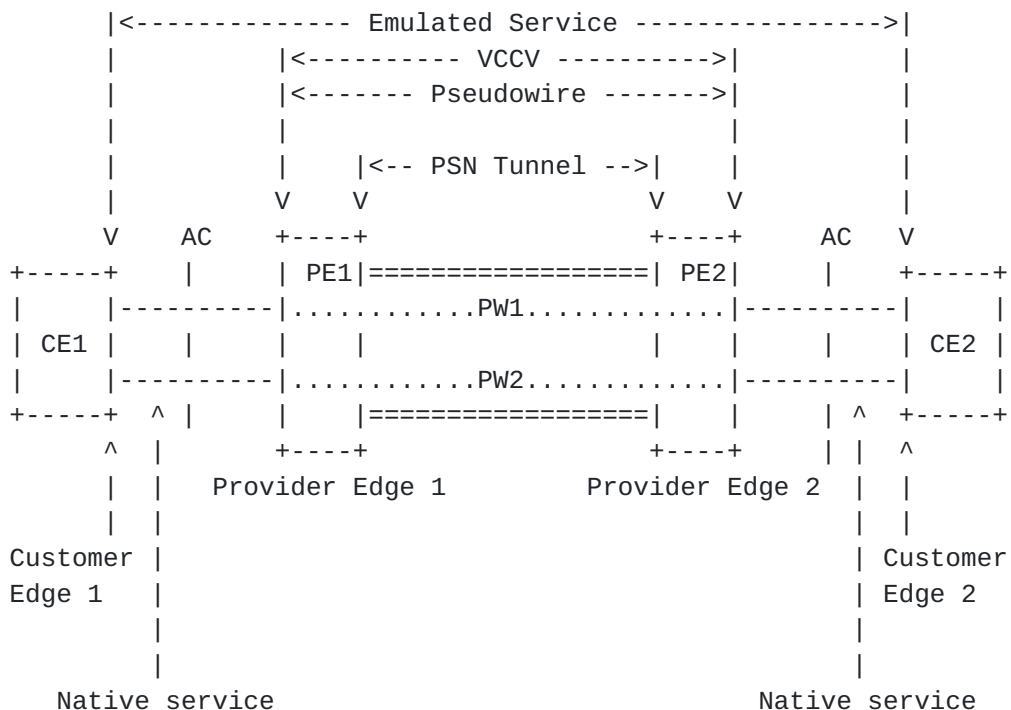 |<-------------- Emulated Service ---------------->|
|          |<---------- VCCV ---------->|          |
|          |<------- Pseudowire ------->|          |
|          |                            |          |
|          |    |<-- PSN Tunnel -->|    |          |
|          V    V                  V    V          |
V    AC    +----+                  +----+     AC   V
+-----+    |     | PE1|==================| PE2|     |    +-----+
|     |----------|............PW1.............|----------|     |
| CE1 |    |     |    |                  |    |     |    | CE2 |
|     |----------|............PW2.............|----------|     |
+-----+  ^ |     |    |==================|    |     | ^  +-----+
^  |       +----+                  +----+     | |  ^
|  |   Provider Edge 1         Provider Edge 2  |  |
|  |                                            |  |
Customer |                                            | Customer
Edge 1   |                                            | Edge 2
|                                            |
|                                            |
Native service                               Native service